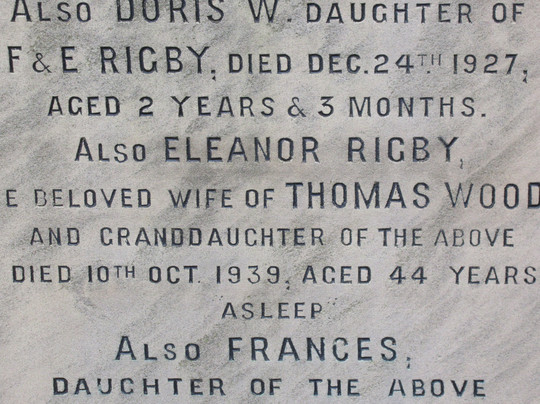 ALSO DORIS W. DAUGHTER OF
F & E RIGBY, DIED DEC. 24TH. 1927,
AGED 2 YEARS & 3 MONTHS.
ALSO ELEANOR RIGBY,
E BELOVED WIFE OF THOMAS WOOD
AND GRANDDAUGHTER OF THE ABOVE
DIED 10TH OCT. 1939, AGED 44 YEARS
ASLEEP
ALSO FRANCES,
DAUGHTER OF THE ABOVE